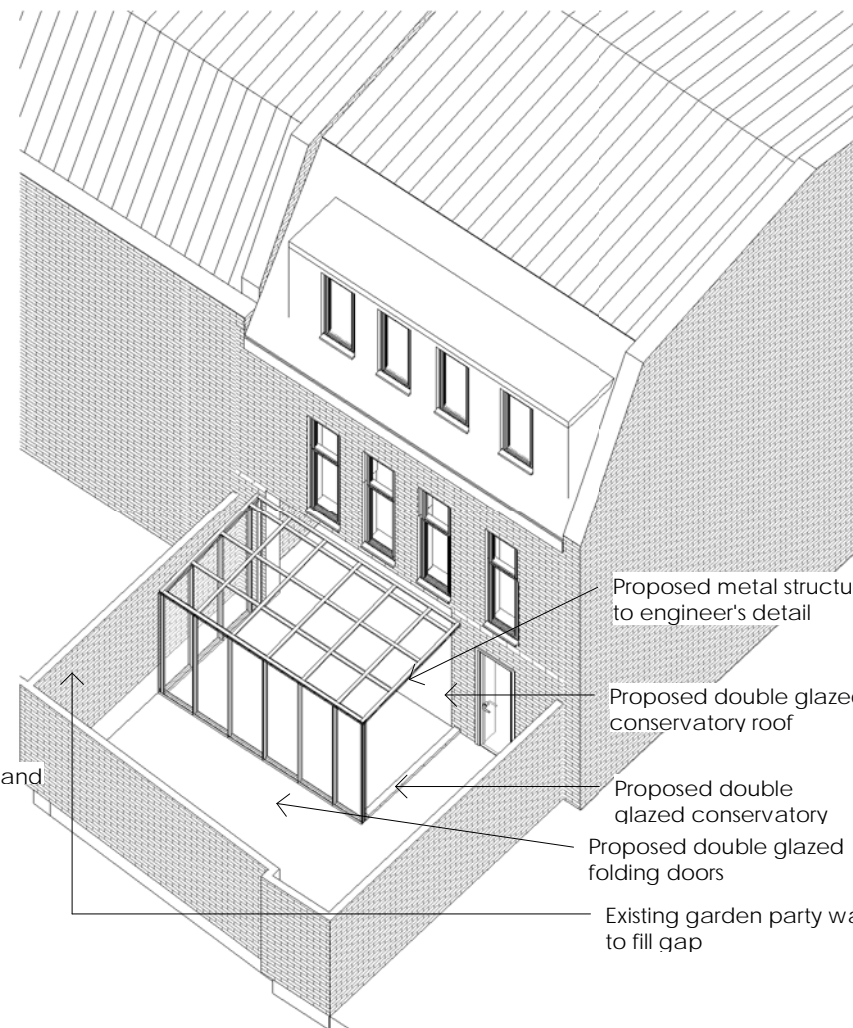 Proposed metal structu
to engineer's detail
Proposed double glazed
conservatory roof
and
Proposed double
glazed conservatory
Proposed double glazed
folding doors
Existing garden party wa
to fill gap